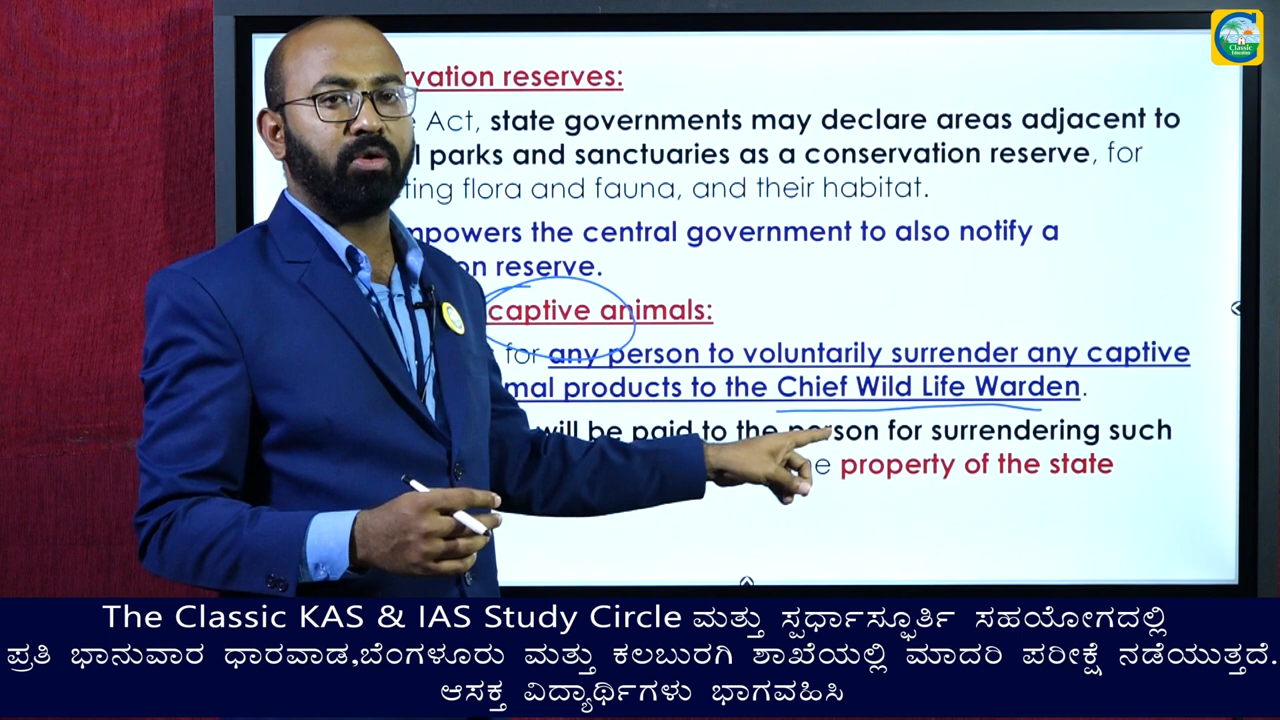 Classic
Education
rvation reserves:
Act, state governments may declare areas adjacent to
l parks and sanctuaries as a conservation reserve, for
ting flora and fauna, and their habitat.
mpowers the central government to also notify a
on reserve.
captive animals:
for any person to voluntarily surrender any captive
mal products to the Chief Wild Life Warden.
will be paid to the person for surrendering such
e property of the state
The Classic KAS & IAS Study Circle ಮತ್ತು ಸ್ಪರ್ಧಾಸ್ಫೂರ್ತಿ ಸಹಯೋಗದಲ್ಲಿ
ಪ್ರತಿ ಭಾನುವಾರ ಧಾರವಾಡ,ಬೆಂಗಳೂರು ಮತ್ತು ಕಲಬುರಗಿ ಶಾಖೆಯಲ್ಲಿ ಮಾದರಿ ಪರೀಕ್ಷೆ ನಡೆಯುತ್ತದೆ.
ಆಸಕ್ತ ವಿದ್ಯಾರ್ಥಿಗಳು ಭಾಗವಹಿಸಿ